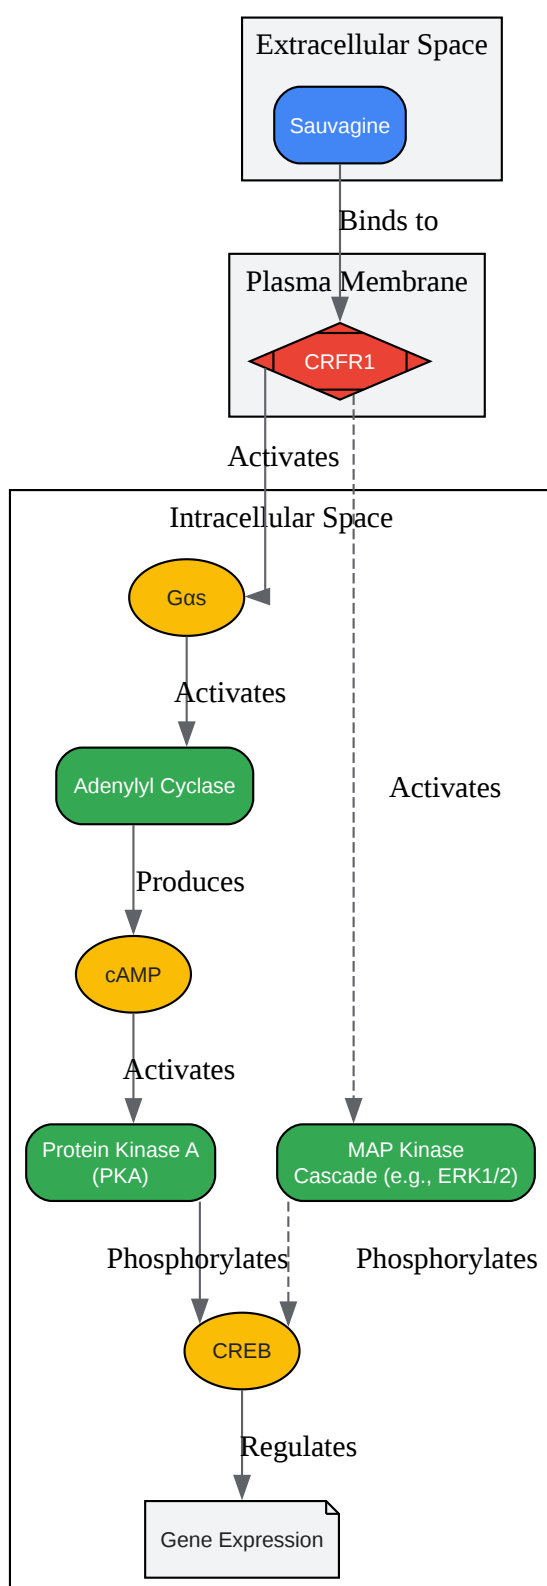 Extracellular Space
Sauvagine
Binds to
Plasma Membrane
CRFR1
Activates
Intracellular Space
Gαs
Activates
Adenylyl Cyclase
Activates
Produces
cAMP
Activates
Protein Kinase A
(PKA)
MAP Kinase
Cascade (e.g., ERK1/2)
Phosphorylates
Phosphorylates
CREB
Regulates
Gene Expression